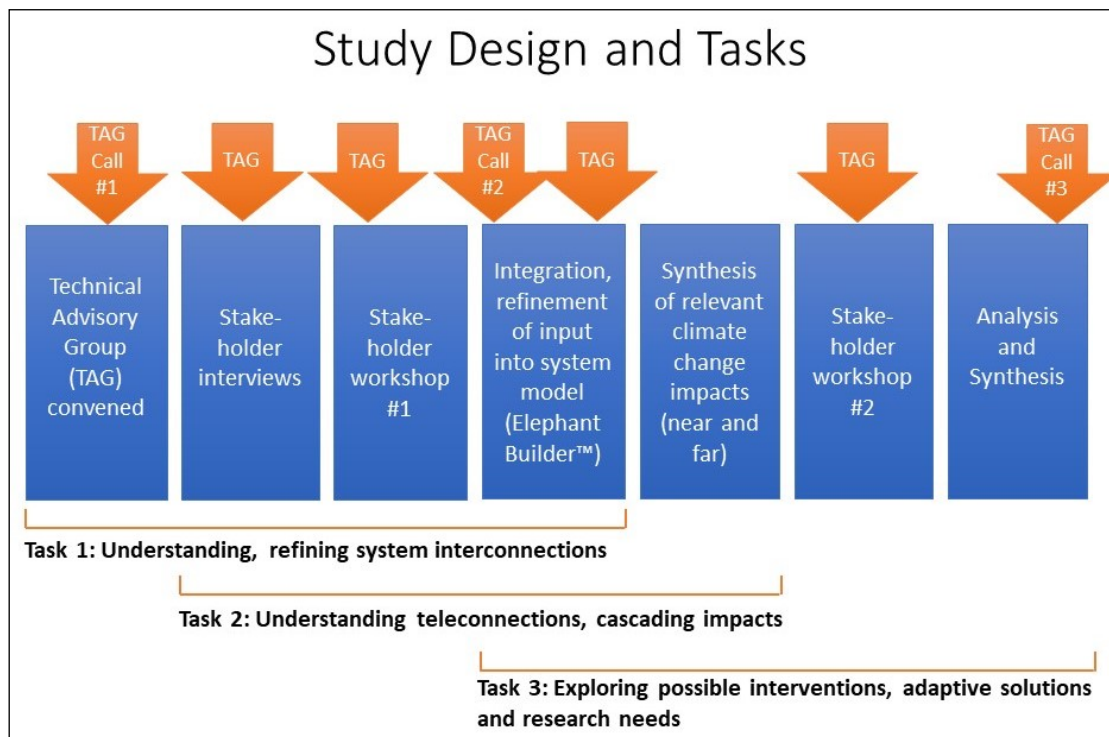 Study Design and Tasks
TAG
Call
#1
TAG
TAG
TAG
Call
#2
TAG
TAG
TAG
Call
#3
Technical
Advisory
Group
(TAG)
convened
Stake-
holder
interviews
Stake-
holder
workshop
#1
Integration,
refinement
of input
into system
model
(Elephant
Builder™)
Synthesis
of relevant
climate
change
impacts
(near and
far)
Stake-
holder
workshop
#2
Analysis
and
Synthesis
Task 1: Understanding, refining system interconnections
Task 2: Understanding teleconnections, cascading impacts
Task 3: Exploring possible interventions, adaptive solutions
and research needs